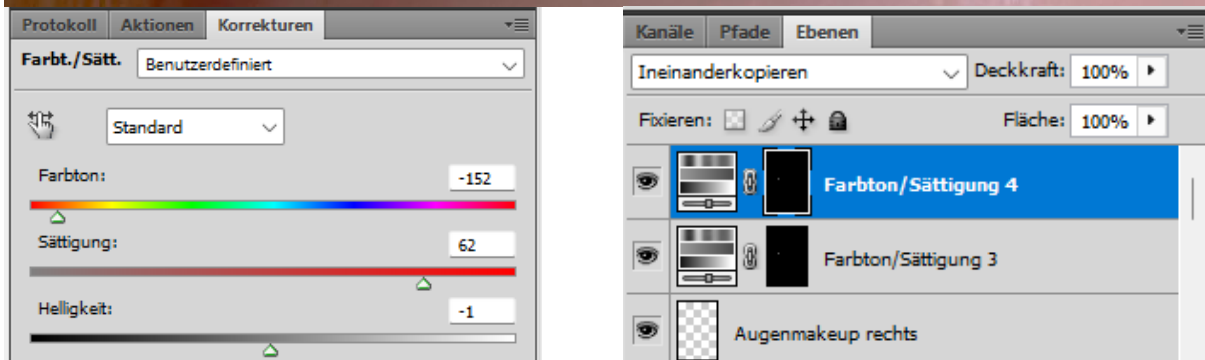 Protokoll Aktionen Korrekturen
Farbt./Sätt. Benutzerdefiniert
Standard
Farbton: -152
Sättigung: 62
Helligkeit: -1
Kanäle Pfade Ebenen
Ineinanderkopieren Deckkraft: 100%
Fixieren: Fläche: 100%
Farbton/Sättigung 4
Farbton/Sättigung 3
Augenmakeup rechts